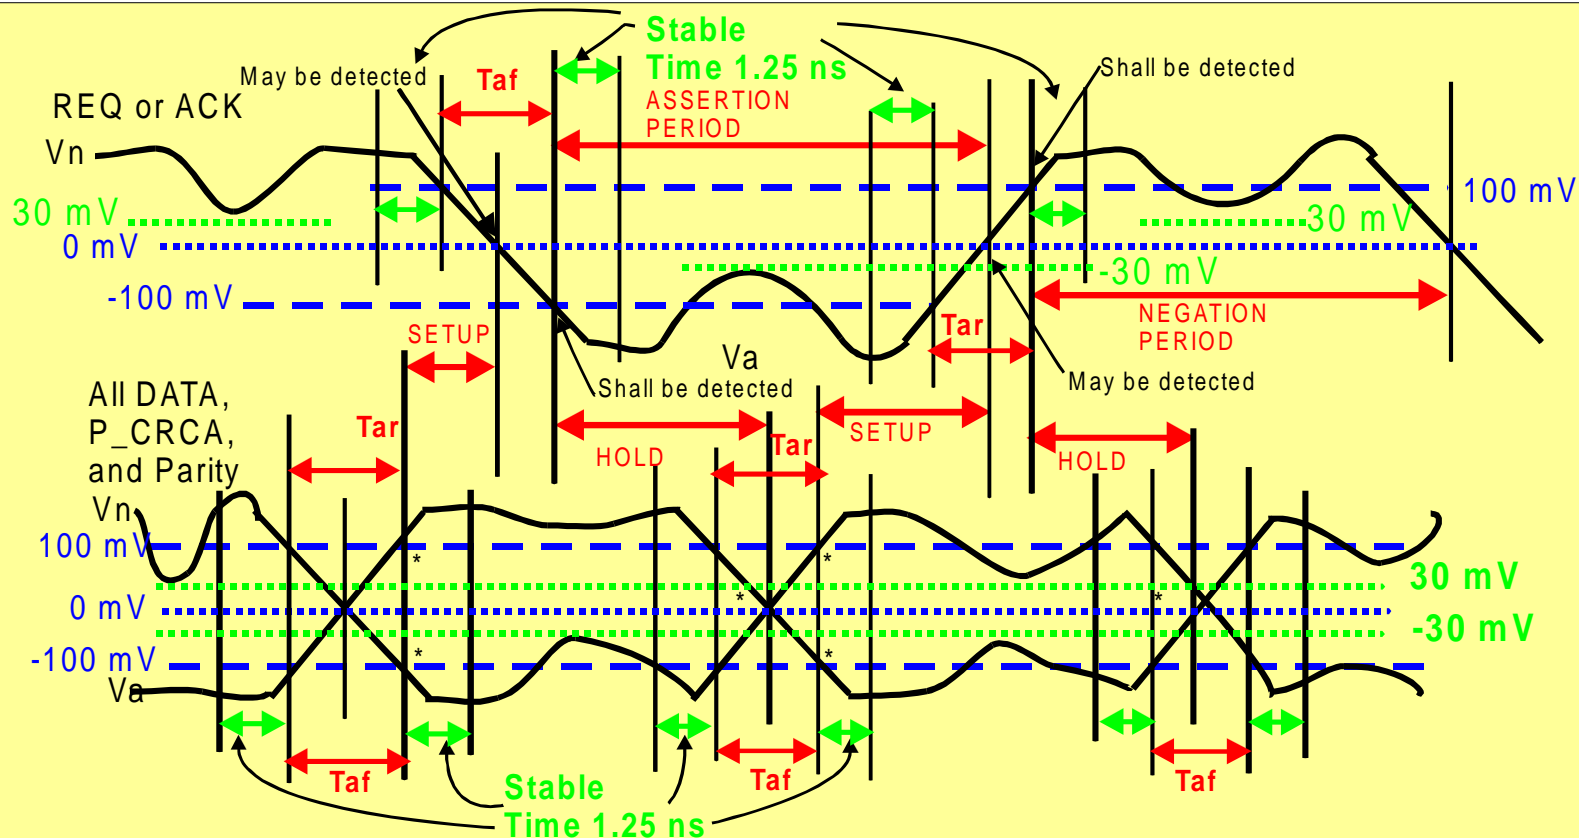 Stable
Time 1.25 ns
May be detected
Taf
Shall be detected
REQ or ACK
ASSERTION
PERIOD
Vn
100 mV
30 mV
30 mV
0 mV
-30 mV
-100 mV
NEGATION
PERIOD
SETUP
Tar
Va
Shall be detected
May be detected
All DATA,
P_CRCA,
and Parity
Tar
SETUP
Tar
HOLD
HOLD
Vn
100 mV
*
*
30 mV
*
*
0 mV
-30 mV
*
*
-100 mV
Va
Taf
Taf
Taf
Stable
Time 1.25 ns